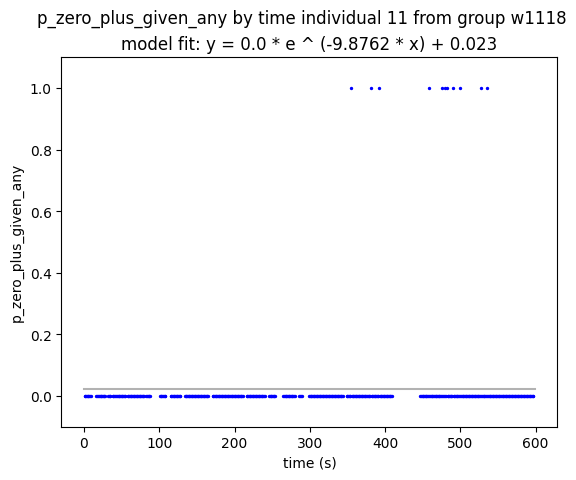 p_zero_plus_given_any by time individual 11 from group w1118
model fit: y = 0.0 * e ^ (-9.8762 * x) + 0.023
1.0
0.8
0.6
0.4
0.2
0.0
p_zero_plus_given_any
0 100 200 300 400 500 600
time (s)